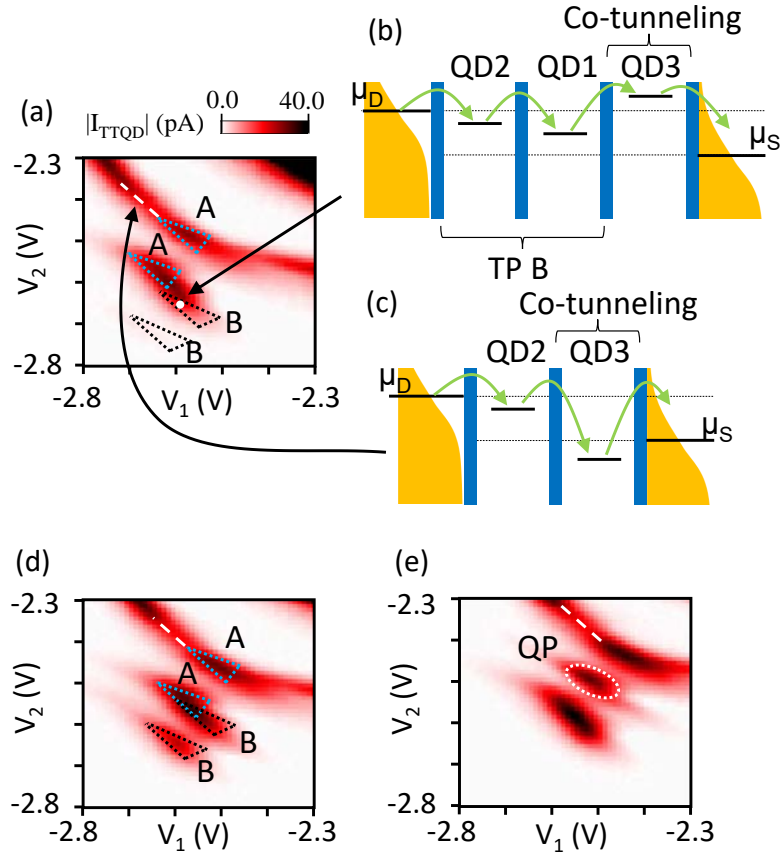 (a)
|I_TTQD| (pA)
0.0
40.0
-2.3
V_2 (V)
-2.8
-2.8
V_1 (V)
-2.3
A
A
B
B
(b)
Co-tunneling
QD2
QD1
QD3
μ_D
μ_S
TP B
(c)
Co-tunneling
QD2
QD3
μ_D
μ_S
(d)
-2.3
V_2 (V)
-2.8
-2.8
V_1 (V)
-2.3
A
A
B
B
(e)
-2.3
V_2 (V)
-2.8
-2.8
V_1 (V)
-2.3
QP